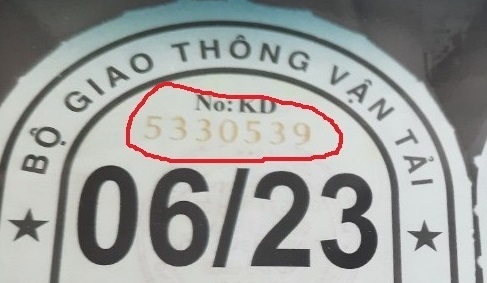 BỘ GIAO THÔNG VẬN TẢI
No: KD
5330539
06/23